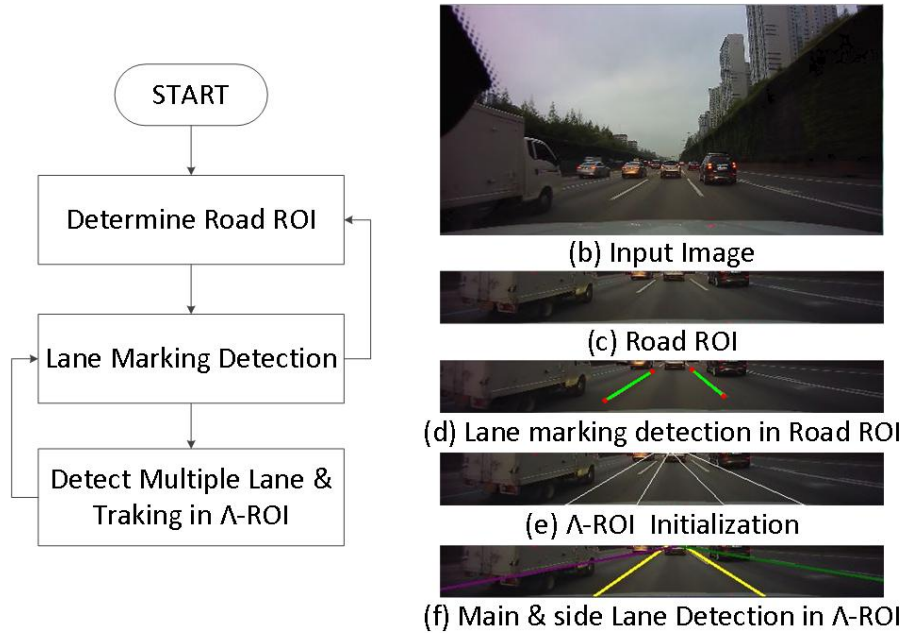 START
Determine Road ROI
Lane Marking Detection
Detect Multiple Lane &
Traking in Λ-ROI
(b) Input Image
(c) Road ROI
(d) Lane marking detection in Road ROI
(e) Λ-ROI Initialization
(f) Main & side Lane Detection in Λ-ROI